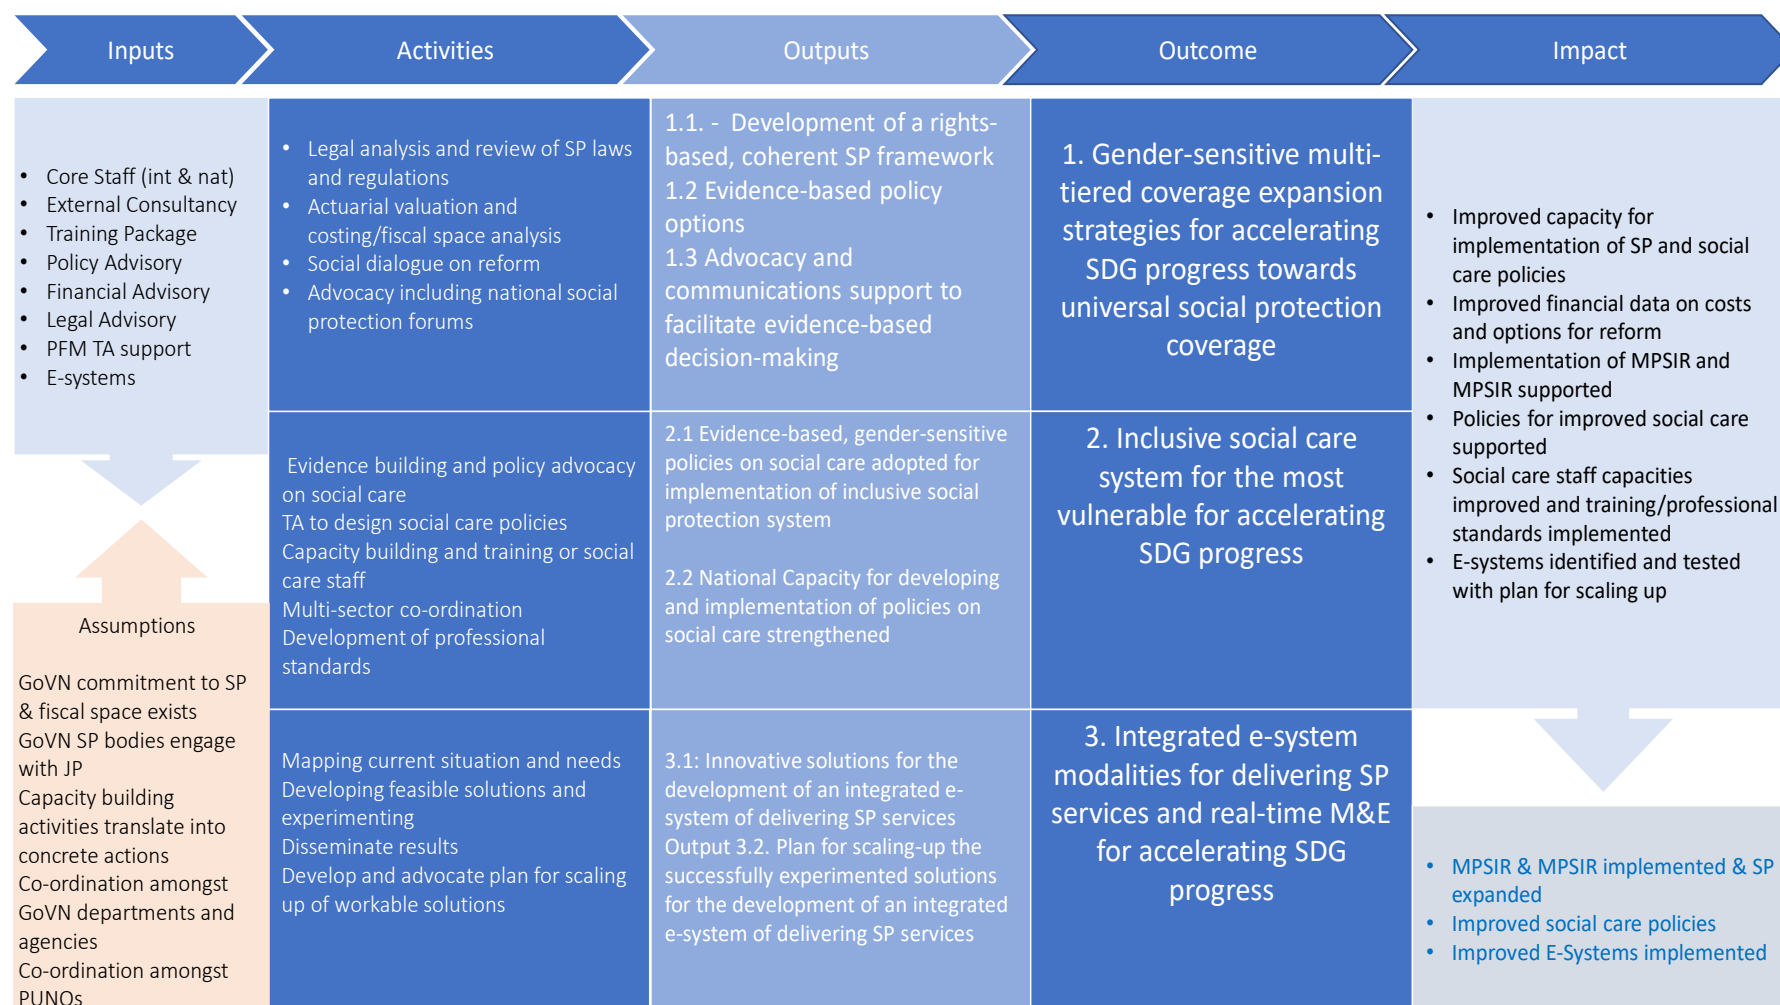 Inputs
Activities
Outputs
Outcome
Impact
• Core Staff (int & nat)
• External Consultancy
• Training Package
• Policy Advisory
• Financial Advisory
• Legal Advisory
• PFM TA support
• E-systems
Assumptions
GoVN commitment to SP
& fiscal space exists
GoVN SP bodies engage
with JP
Capacity building
activities translate into
concrete actions
Co-ordination amongst
GoVN departments and
agencies
Co-ordination amongst
PUNOs
• Legal analysis and review of SP laws
and regulations
• Actuarial valuation and
costing/fiscal space analysis
• Social dialogue on reform
• Advocacy including national social
protection forums
Evidence building and policy advocacy
on social care
TA to design social care policies
Capacity building and training or social
care staff
Multi-sector co-ordination
Development of professional
standards
Mapping current situation and needs
Developing feasible solutions and
experimenting
Disseminate results
Develop and advocate plan for scaling
up of workable solutions
1.1. - Development of a rights-
based, coherent SP framework
1.2 Evidence-based policy
options
1.3 Advocacy and
communications support to
facilitate evidence-based
decision-making
2.1 Evidence-based, gender-sensitive
policies on social care adopted for
implementation of inclusive social
protection system
2.2 National Capacity for developing
and implementation of policies on
social care strengthened
3.1: Innovative solutions for the
development of an integrated e-
system of delivering SP services
Output 3.2. Plan for scaling-up the
successfully experimented solutions
for the development of an integrated
e-system of delivering SP services
1. Gender-sensitive multi-
tiered coverage expansion
strategies for accelerating
SDG progress towards
universal social protection
coverage
2. Inclusive social care
system for the most
vulnerable for accelerating
SDG progress
3. Integrated e-system
modalities for delivering SP
services and real-time M&E
for accelerating SDG
progress
• Improved capacity for
implementation of SP and social
care policies
• Improved financial data on costs
and options for reform
• Implementation of MPSIR and
MPSIR supported
• Policies for improved social care
supported
• Social care staff capacities
improved and training/professional
standards implemented
• E-systems identified and tested
with plan for scaling up
• MPSIR & MPSIR implemented & SP
expanded
• Improved social care policies
• Improved E-Systems implemented